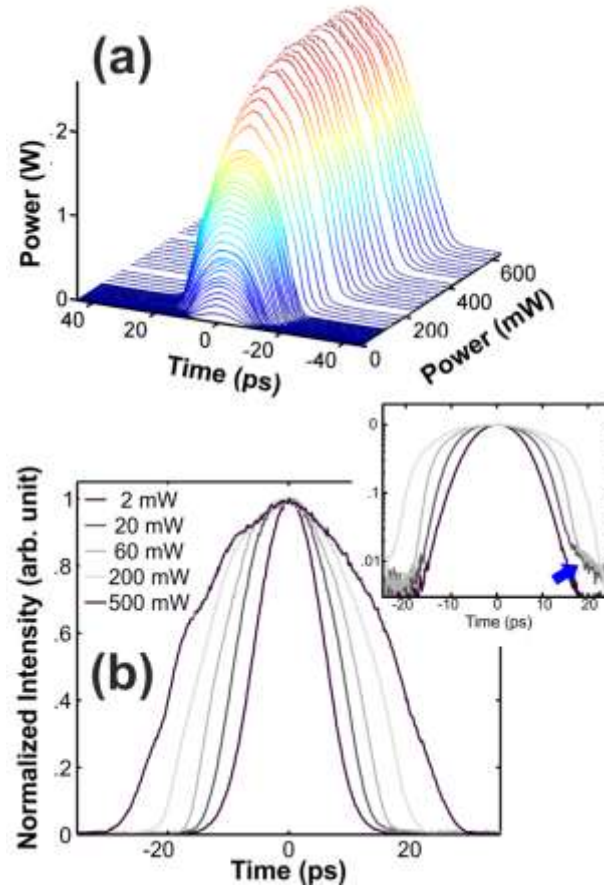 (a)
Power (W)
2
1
0
40
20
0
-20
-40
Time (ps)
0
200
400
600
Power (mW)
(b)
Normalized Intensity (arb. unit)
1
.8
.6
.4
.2
0
2 mW
20 mW
60 mW
200 mW
500 mW
-20
0
20
Time (ps)
.0
.1
.01
-20
-10
0
10
20
Time (ps)